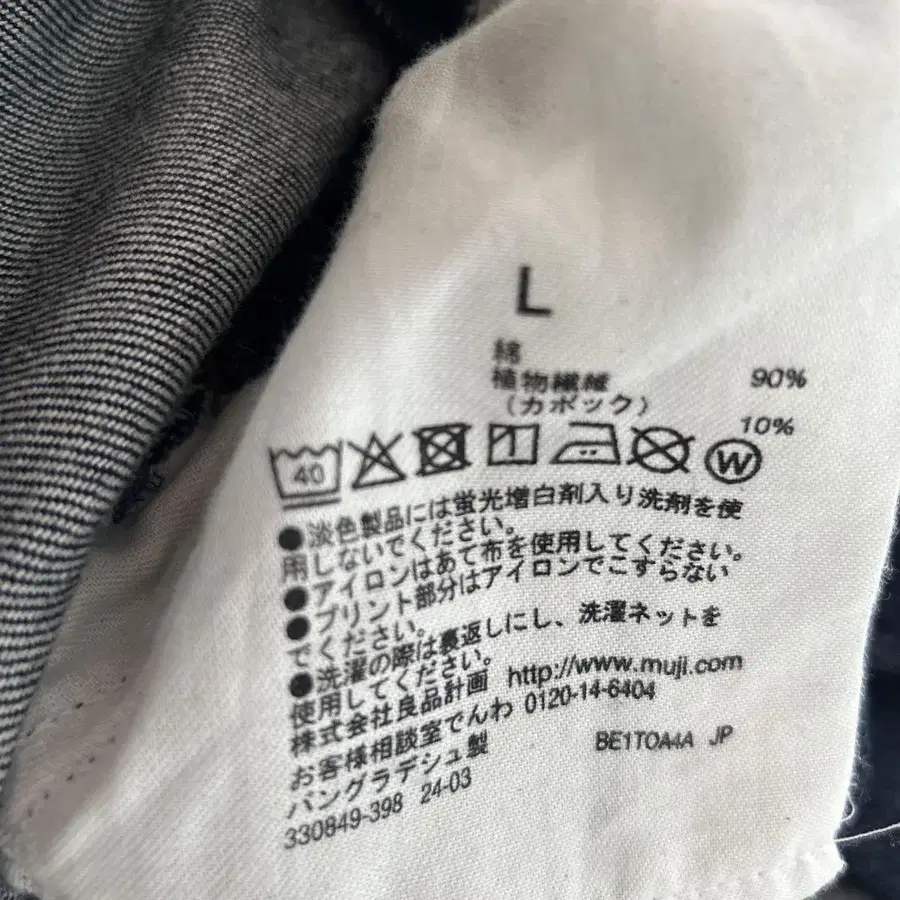 L
綿 90%
植物繊維
(カポック) 10%
40 W
●淡色製品には蛍光増白剤入り洗剤を使
用しないでください。
●アイロンはあて布を使用してください。
●プリント部分はアイロンでこすらない
でください。
●洗濯の際は裏返しにし、洗濯ネットを
使用してください。
株式会社良品計画 http://www.muji.com
お客様相談室でんわ 0120-14-6404
バングラデシュ製 BE1TOA4A JP
330849-398 24-03